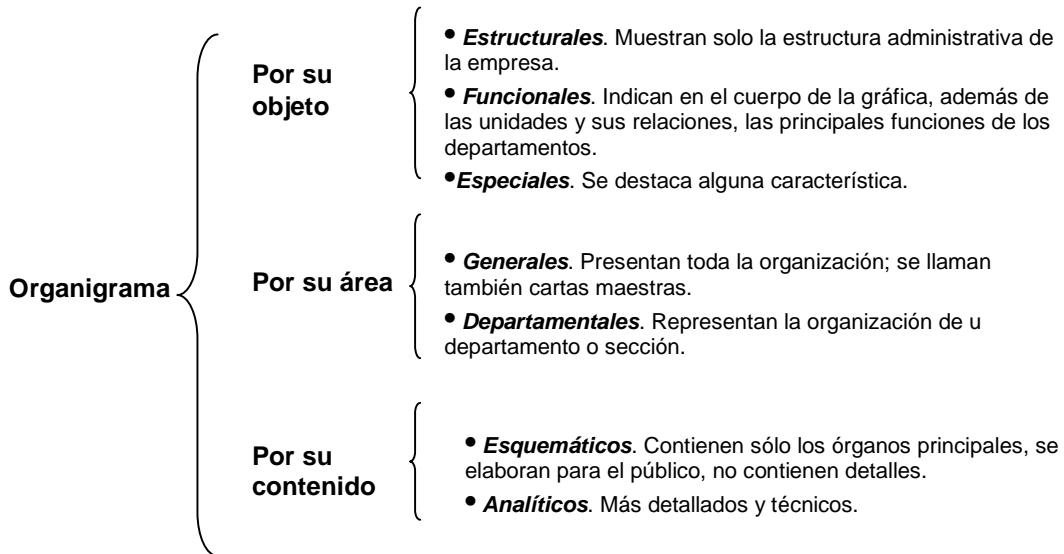 Organigrama
Por su
objeto
• Estructurales. Muestran solo la estructura administrativa de
la empresa.
• Funcionales. Indican en el cuerpo de la gráfica, además de
las unidades y sus relaciones, las principales funciones de los
departamentos.
•Especiales. Se destaca alguna característica.
Por su área
• Generales. Presentan toda la organización; se llaman
también cartas maestras.
• Departamentales. Representan la organización de u
departamento o sección.
Por su
contenido
• Esquemáticos. Contienen sólo los órganos principales, se
elaboran para el público, no contienen detalles.
• Analíticos. Más detallados y técnicos.